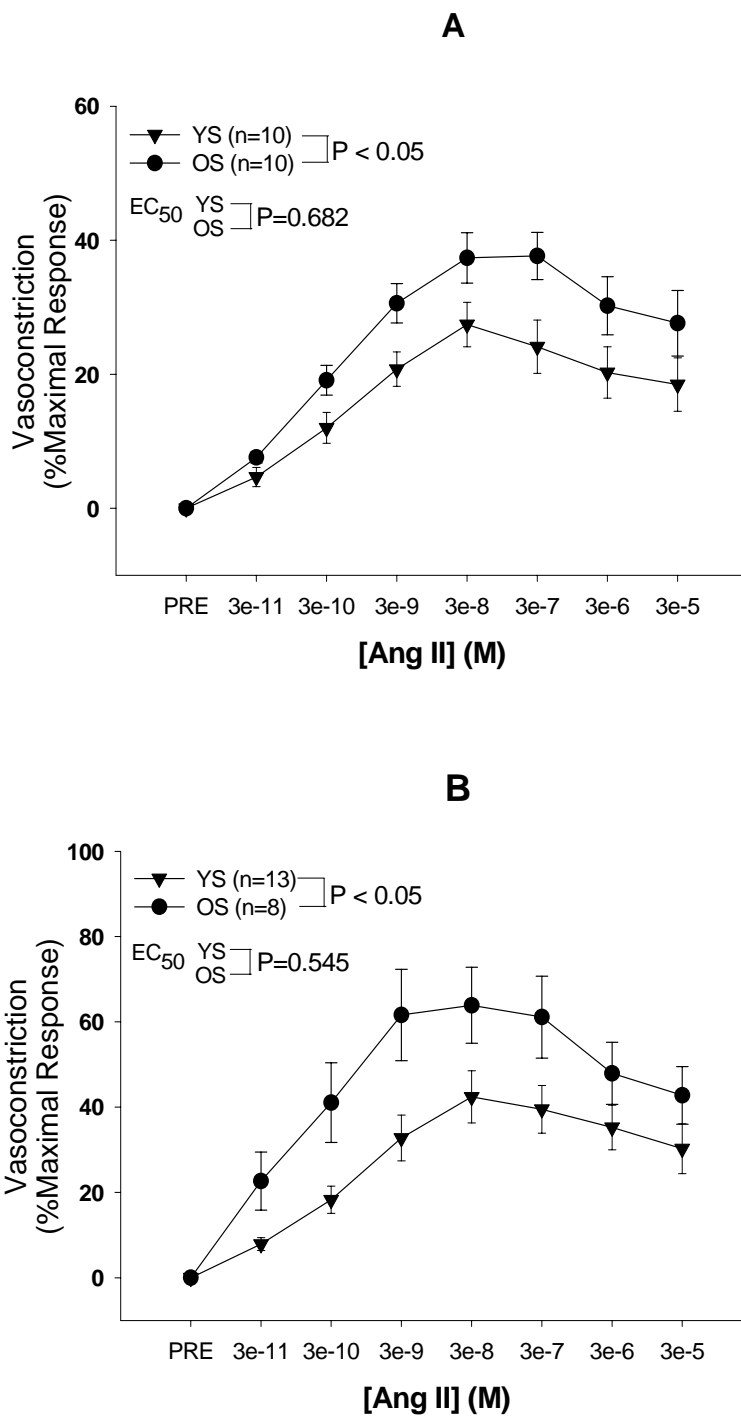 A
60
40
20
0
Vasoconstriction
(%Maximal Response)
YS (n=10)
OS (n=10)
P < 0.05
EC50 YS
OS
P=0.682
PRE 3e-11 3e-10 3e-9 3e-8 3e-7 3e-6 3e-5
[Ang II] (M)
B
100
80
60
40
20
0
Vasoconstriction
(%Maximal Response)
YS (n=13)
OS (n=8)
P < 0.05
EC50 YS
OS
P=0.545
PRE 3e-11 3e-10 3e-9 3e-8 3e-7 3e-6 3e-5
[Ang II] (M)